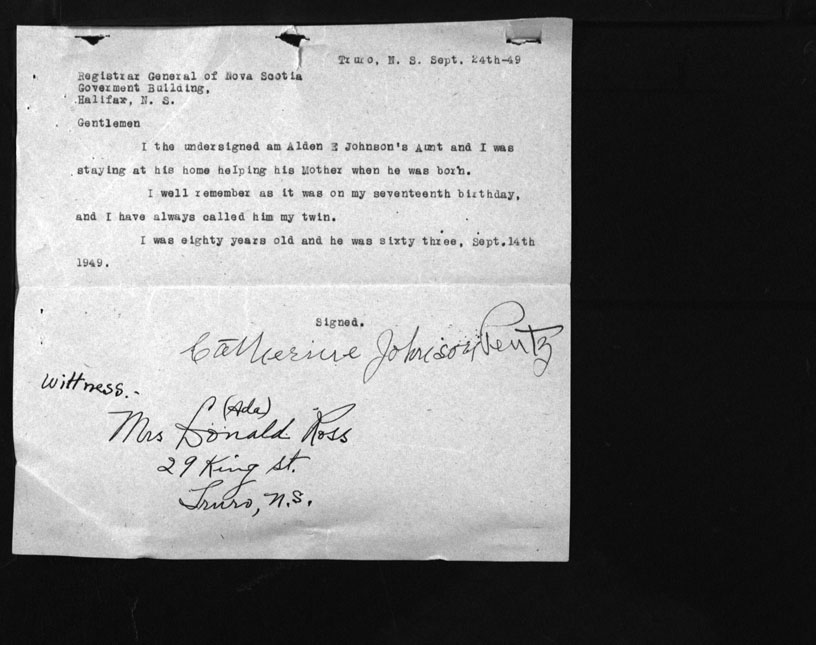 Truro, N. S. Sept. 24th-49
Registrar General of Nova Scotia
Goverment Building,
Halifax, N. S.
Gentlemen
I the undersigned am Alden E Johnson's Aunt and I was
staying at his home helping his Mother when he was born.
I well remember as it was on my seventeenth birthday,
and I have always called him my twin.
I was eighty years old and he was sixty three, Sept.14th
1949.
Signed.
Catherine Johnson Pentz
Wittness.-
(Ada)
Mrs Donald Ross
29 King St.
Truro, N.S.